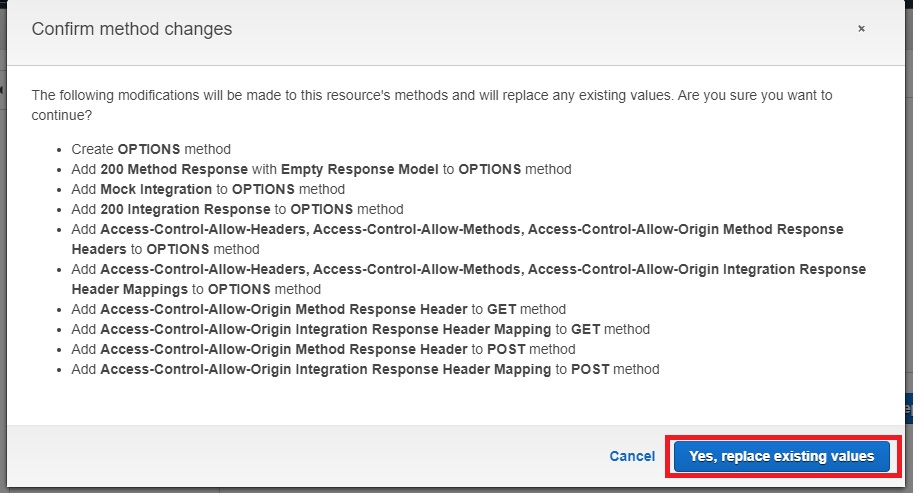 Confirm method changes
×
The following modifications will be made to this resource's methods and will replace any existing values. Are you sure you want to
continue?
• Create OPTIONS method
• Add 200 Method Response with Empty Response Model to OPTIONS method
• Add Mock Integration to OPTIONS method
• Add 200 Integration Response to OPTIONS method
• Add Access-Control-Allow-Headers, Access-Control-Allow-Methods, Access-Control-Allow-Origin Method Response
Headers to OPTIONS method
• Add Access-Control-Allow-Headers, Access-Control-Allow-Methods, Access-Control-Allow-Origin Integration Response
Header Mappings to OPTIONS method
• Add Access-Control-Allow-Origin Method Response Header to GET method
• Add Access-Control-Allow-Origin Integration Response Header Mapping to GET method
• Add Access-Control-Allow-Origin Method Response Header to POST method
• Add Access-Control-Allow-Origin Integration Response Header Mapping to POST method
Cancel Yes, replace existing values